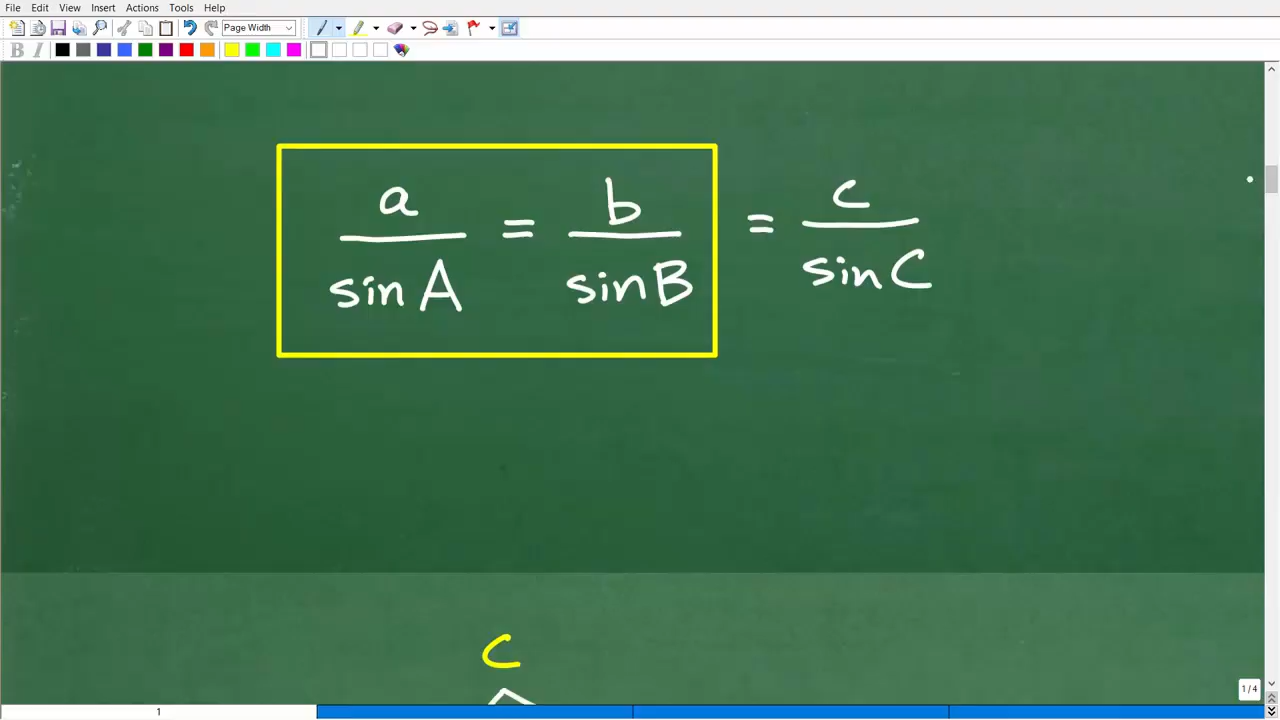 File Edit View Insert Actions Tools Help
Page Width
B I
a/sin A = b/sin B = c/sin C
C
1/4
1